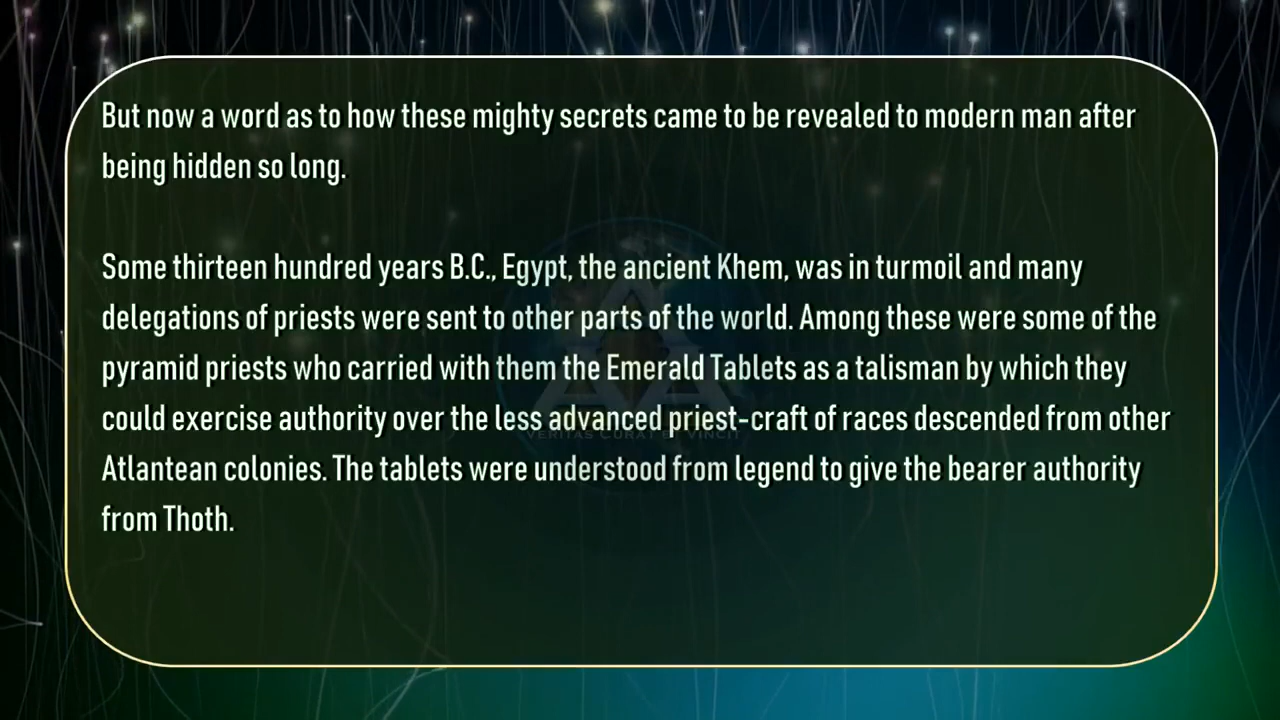 But now a word as to how these mighty secrets came to be revealed to modern man after
being hidden so long.
Some thirteen hundred years B.C., Egypt, the ancient Khem, was in turmoil and many
delegations of priests were sent to other parts of the world. Among these were some of the
pyramid priests who carried with them the Emerald Tablets as a talisman by which they
could exercise authority over the less advanced priest-craft of races descended from other
VERITAS CURAT ET VINCIT
Atlantean colonies. The tablets were understood from legend to give the bearer authority
from Thoth.